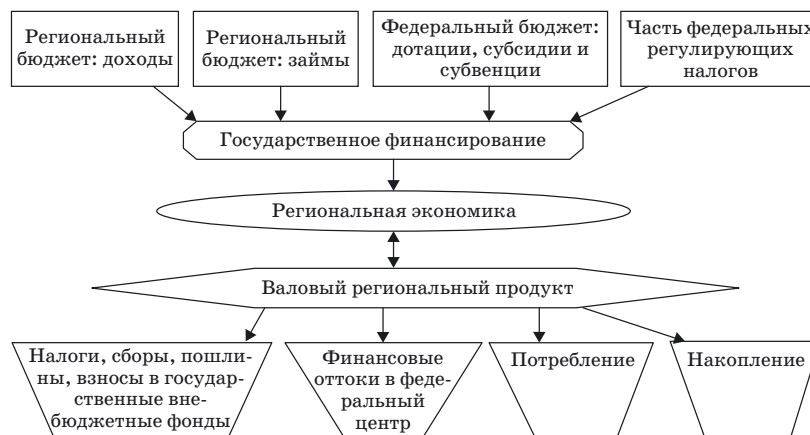 Региональный
бюджет: доходы
Региональный
бюджет: займы
Федеральный бюджет:
дотации, субсидии и
субвенции
Часть федеральных
регулирующих
налогов
Государственное финансирование
Региональная экономика
Валовый региональный продукт
Налоги, сборы, пошли-
ны, взносы в государ-
ственные вне-
бюджетные фонды
Финансовые
оттоки в феде-
ральный
центр
Потребление
Накопление